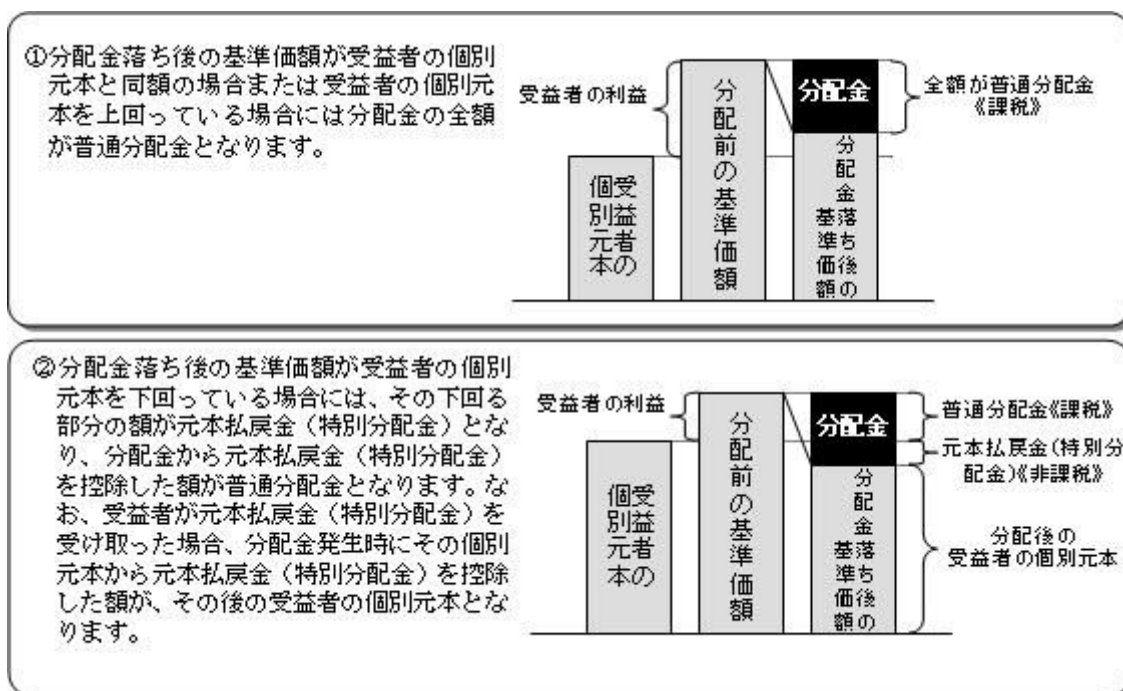 ①分配金落ち後の基準価額が受益者の個別
元本と同額の場合または受益者の個別元
本を上回っている場合には分配金の全額
が普通分配金となります。
受益者の利益
受益者の
個別元本
分配前の基準価額
分配金
分配金落ち後の
基準価額
全額が普通分配金
《課税》
②分配金落ち後の基準価額が受益者の個別
元本を下回っている場合には、その下回る
部分の額が元本払戻金（特別分配金）とな
り、分配金から元本払戻金（特別分配金）
を控除した額が普通分配金となります。な
お、受益者が元本払戻金（特別分配金）を
受け取った場合、分配金発生時にその個別
元本から元本払戻金（特別分配金）を控除
した額が、その後の受益者の個別元本とな
ります。
受益者の利益
受益者の
個別元本
分配前の基準価額
分配金
分配金落ち後の
基準価額
普通分配金《課税》
元本払戻金（特別分
配金）《非課税》
分配後の
受益者の個別元本